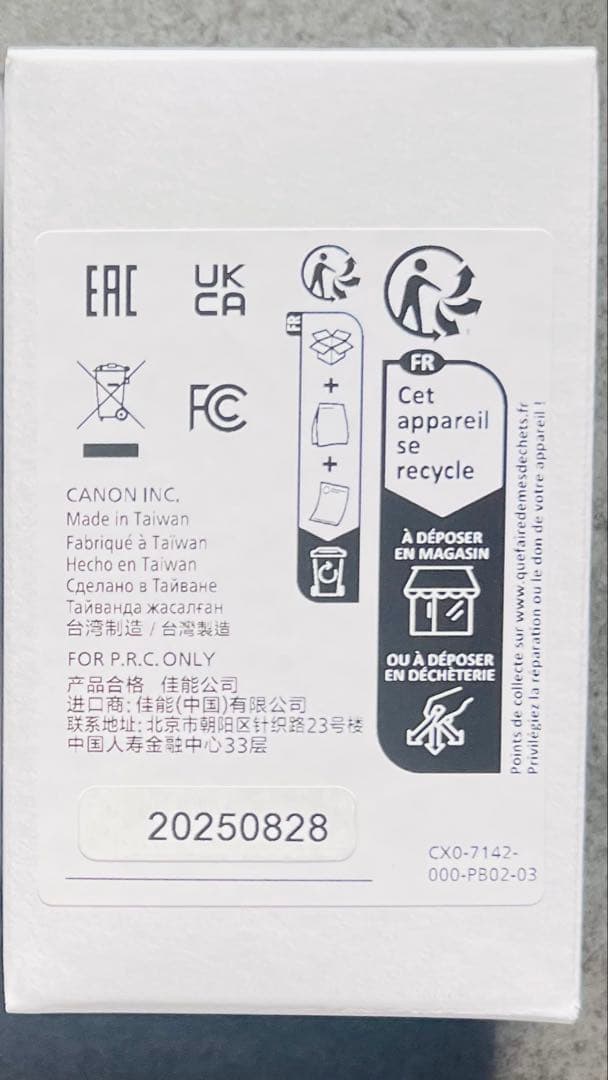 EAC
UK
CA
FC
CANON INC.
Made in Taiwan
Fabriqué à Taïwan
Hecho en Taiwan
Сделано в Тайване
Тайванда жасалған
台湾制造 / 台灣製造
FOR P.R.C. ONLY
产品合格 佳能公司
进口商: 佳能(中国)有限公司
联系地址: 北京市朝阳区针织路23号楼
中国人寿金融中心33层
20250828
FR
+
+
FR
Cet
appareil
se
recycle
À DÉPOSER
EN MAGASIN
OU À DÉPOSER
EN DÉCHÈTERIE
Points de collecte sur www.quefairedemesdechets.fr
Privilégiez la réparation ou le don de votre appareil !
CX0-7142-
000-PB02-03